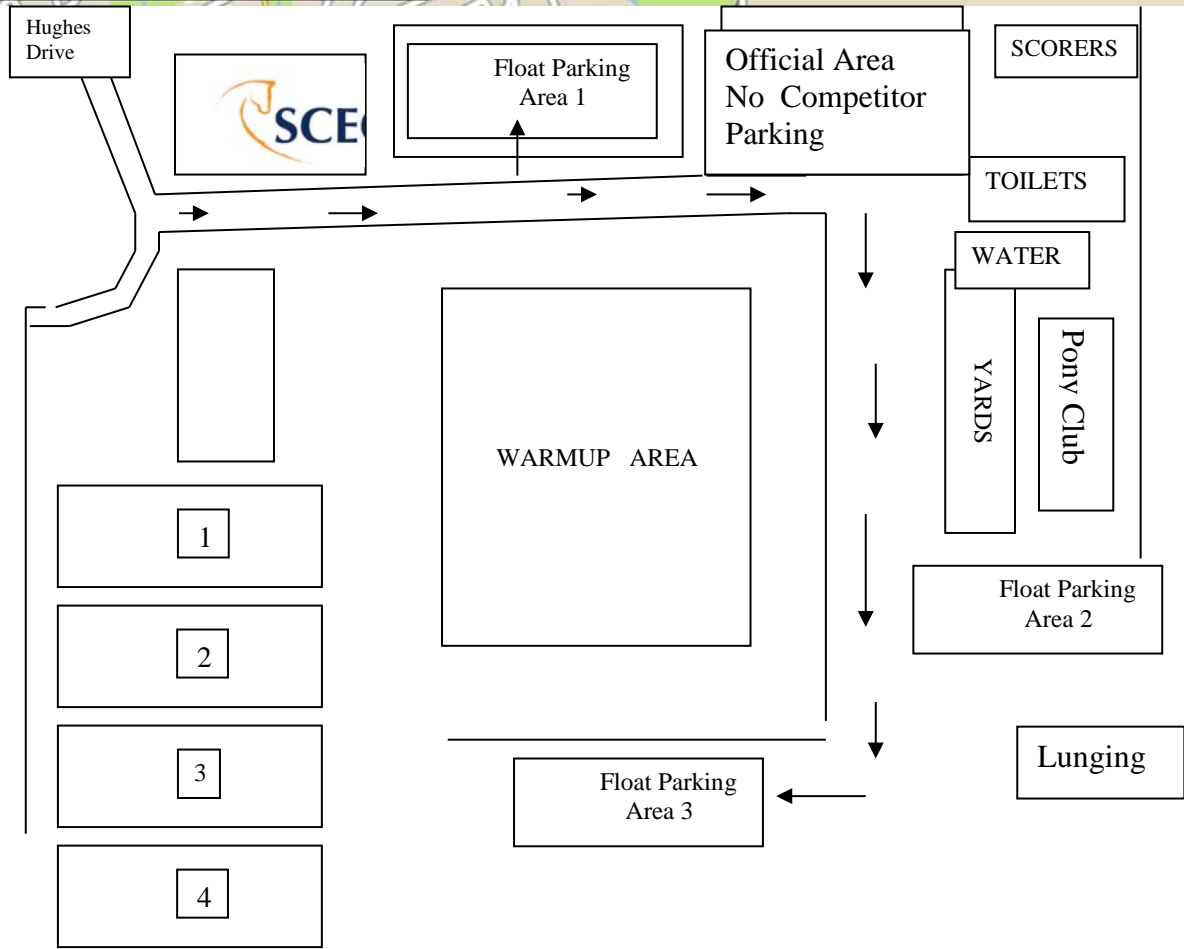 Hughes
Drive
SCE
Float Parking
Area 1
Official Area
No Competitor
Parking
SCORERS
TOILETS
WATER
YARDS
Pony Club
WARMUP AREA
1
2
3
4
Float Parking
Area 2
Lunging
Float Parking
Area 3